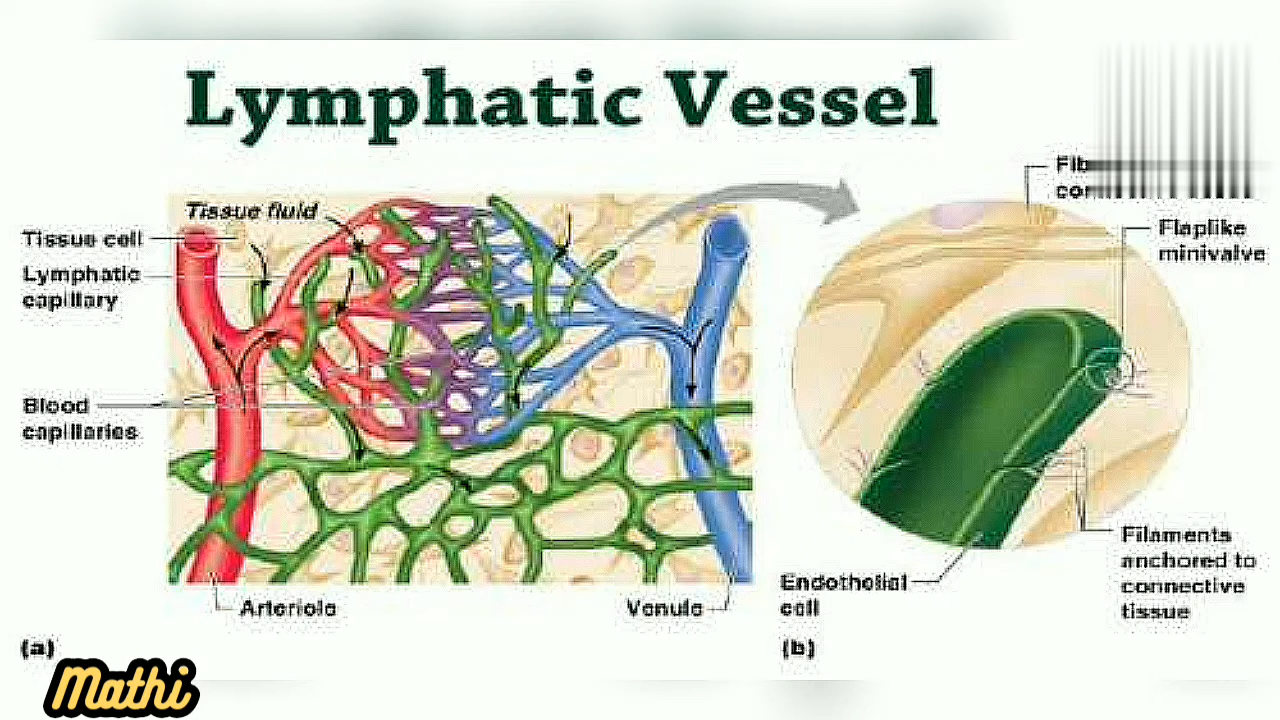 Lymphatic Vessel
Tissue fluid
Tissue cell
Lymphatic
capillary
Blood
capillaries
Arteriole
Venule
(a)
Flaplike
minivalve
Filaments
anchored to
connective
tissue
Endothelial
cell
(b)
Mathi